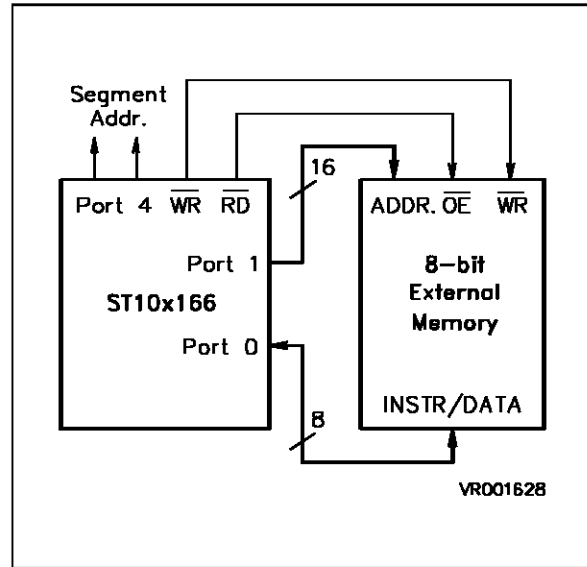 Segment
Addr.
16
Port 4 WR RD
ADDR. OE WR
Port 1
8-bit
External
Memory
ST10x166
Port 0
INSTR/DATA
8
VR001628